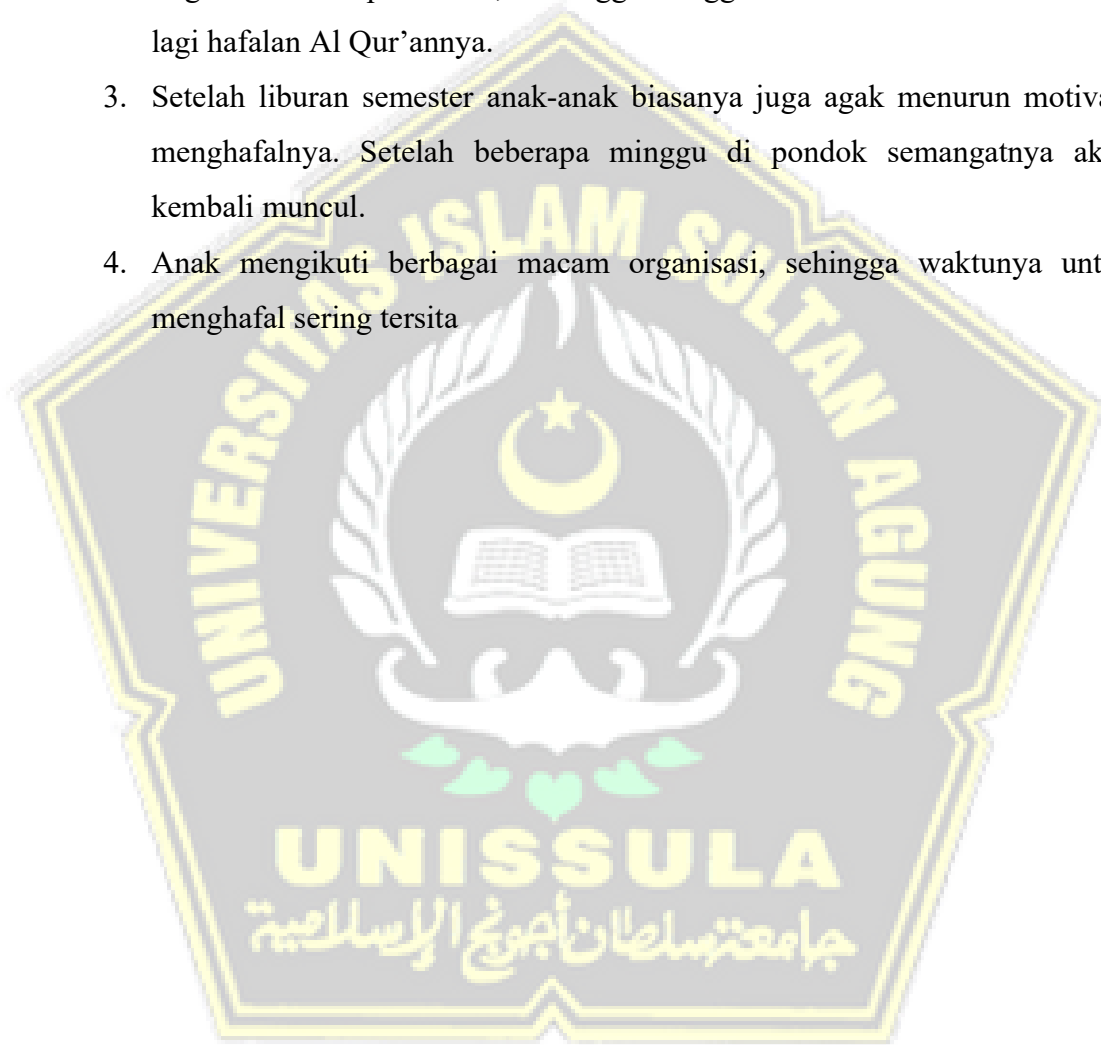 lagi hafalan Al Qur’annya.
3. Setelah liburan semester anak-anak biasanya juga agak menurun motiva
menghafalnya. Setelah beberapa minggu di pondok semangatnya ak
kembali muncul.
4. Anak mengikuti berbagai macam organisasi, sehingga waktunya unt
menghafal sering tersita
UNIVERSITAS ISLAM SULTAN AGUNG
UNISSULA
جامعة سلطان أجونج الإسلامية